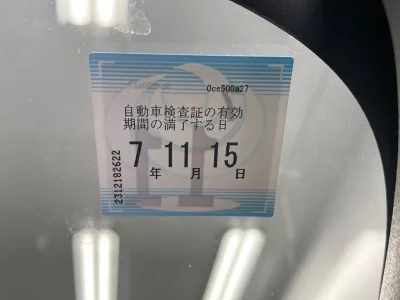 0ce500a27
自動車検査証の有効
期間の満了する日
7 11 15
年 月 日
2312182622